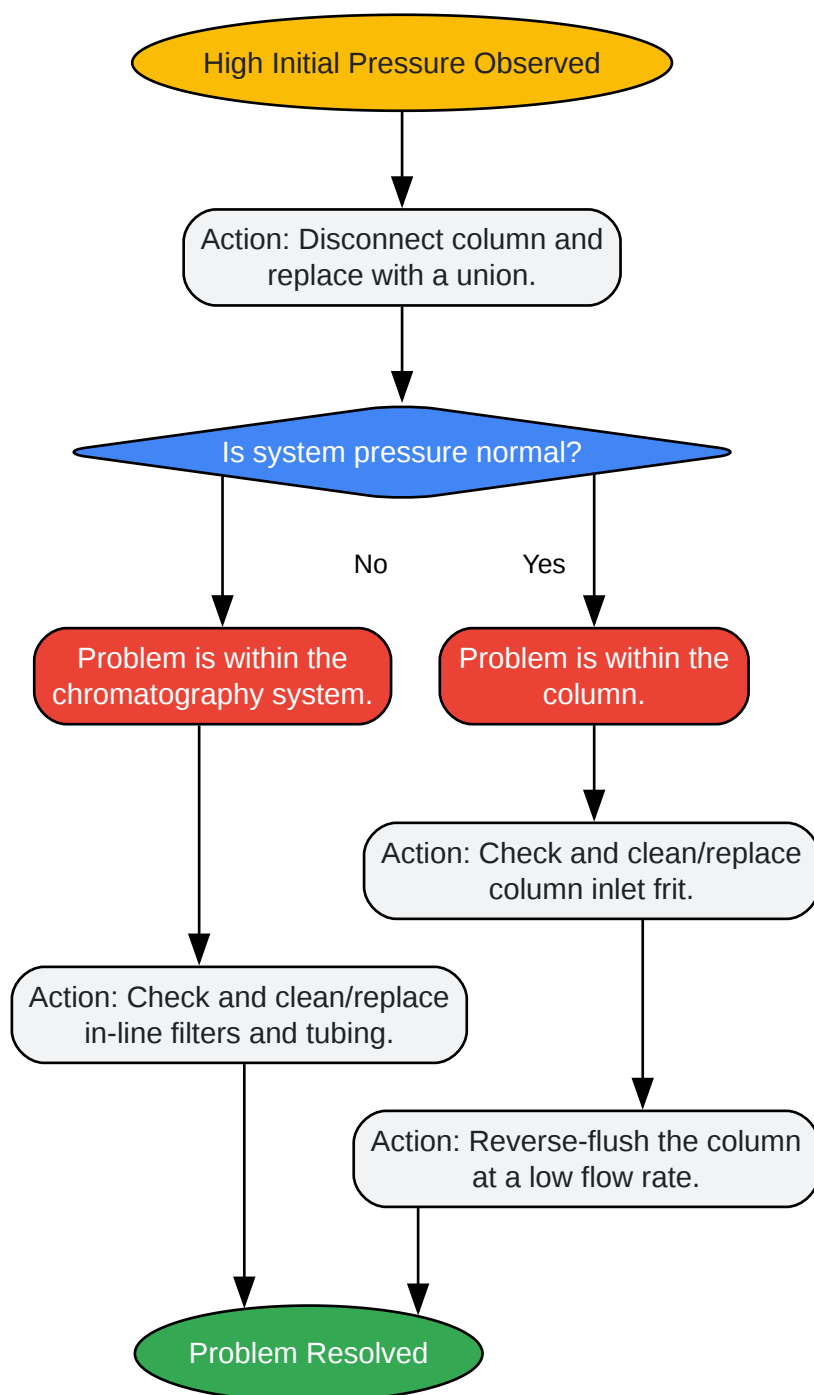 High Initial Pressure Observed
Action: Disconnect column and
replace with a union.
Is system pressure normal?
No
Yes
Problem is within the
chromatography system.
Problem is within the
column.
Action: Check and clean/replace
column inlet frit.
Action: Check and clean/replace
in-line filters and tubing.
Action: Reverse-flush the column
at a low flow rate.
Problem Resolved